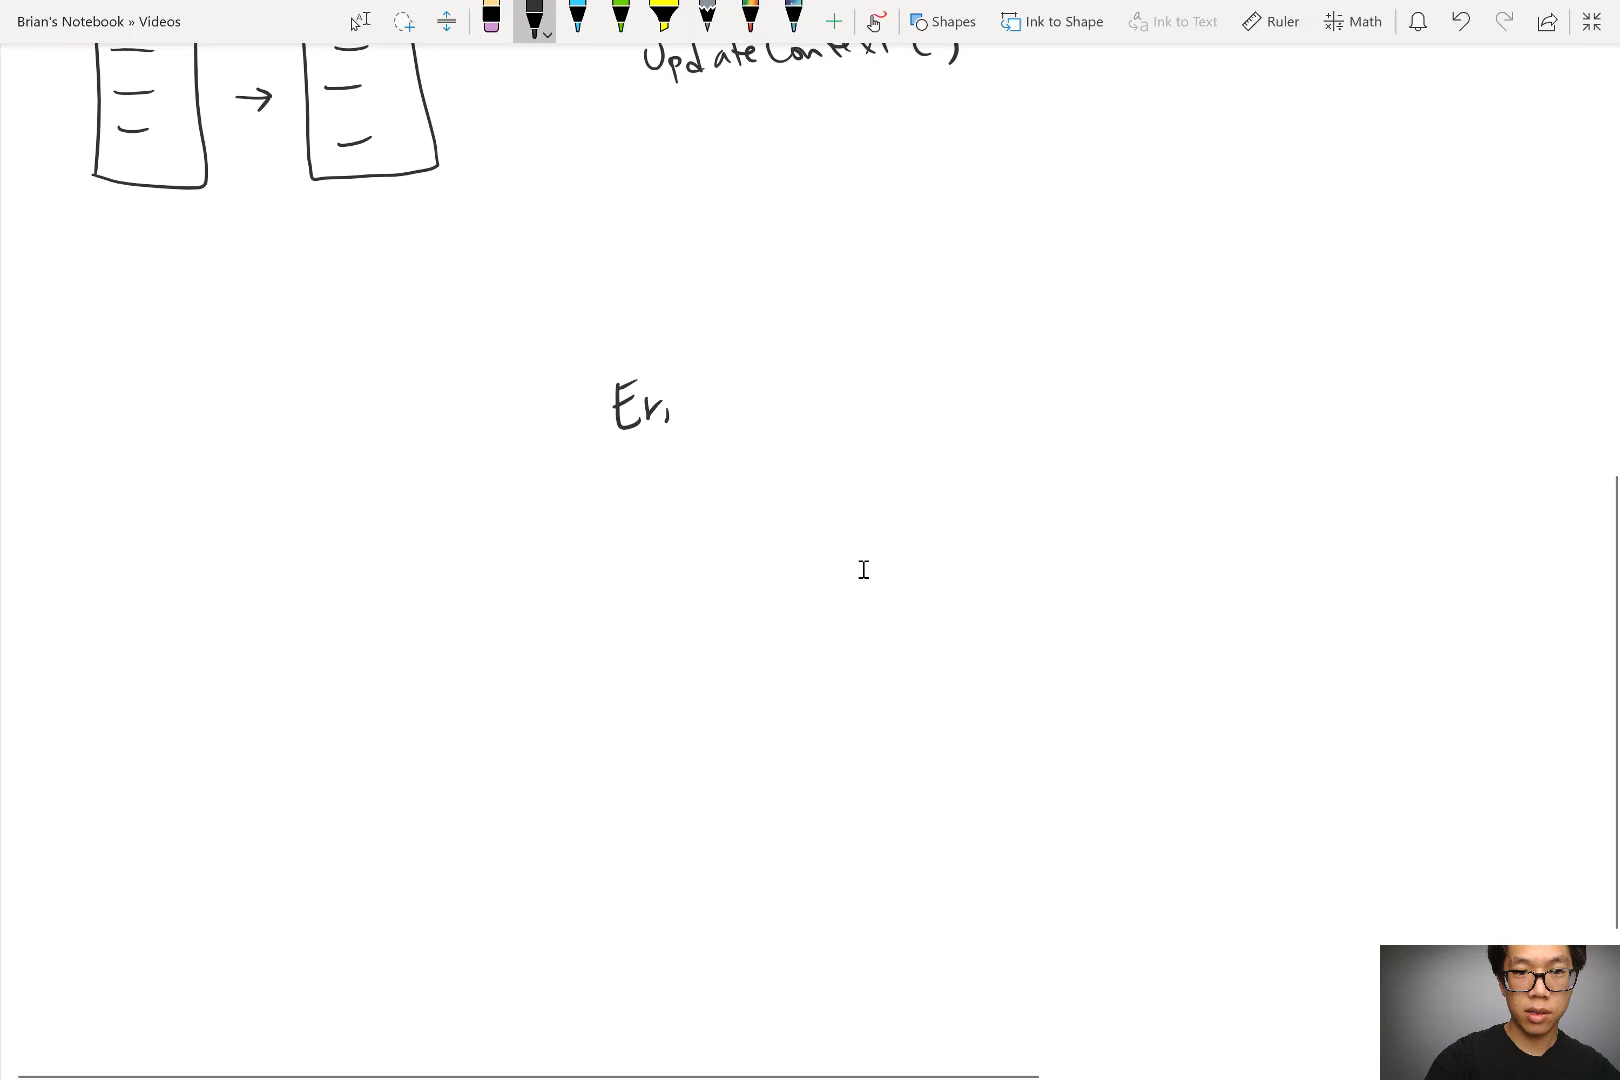 Brian's Notebook » Videos
Shapes
Ink to Shape
Ink to Text
Ruler
Math
UpdateContext ( )
Er